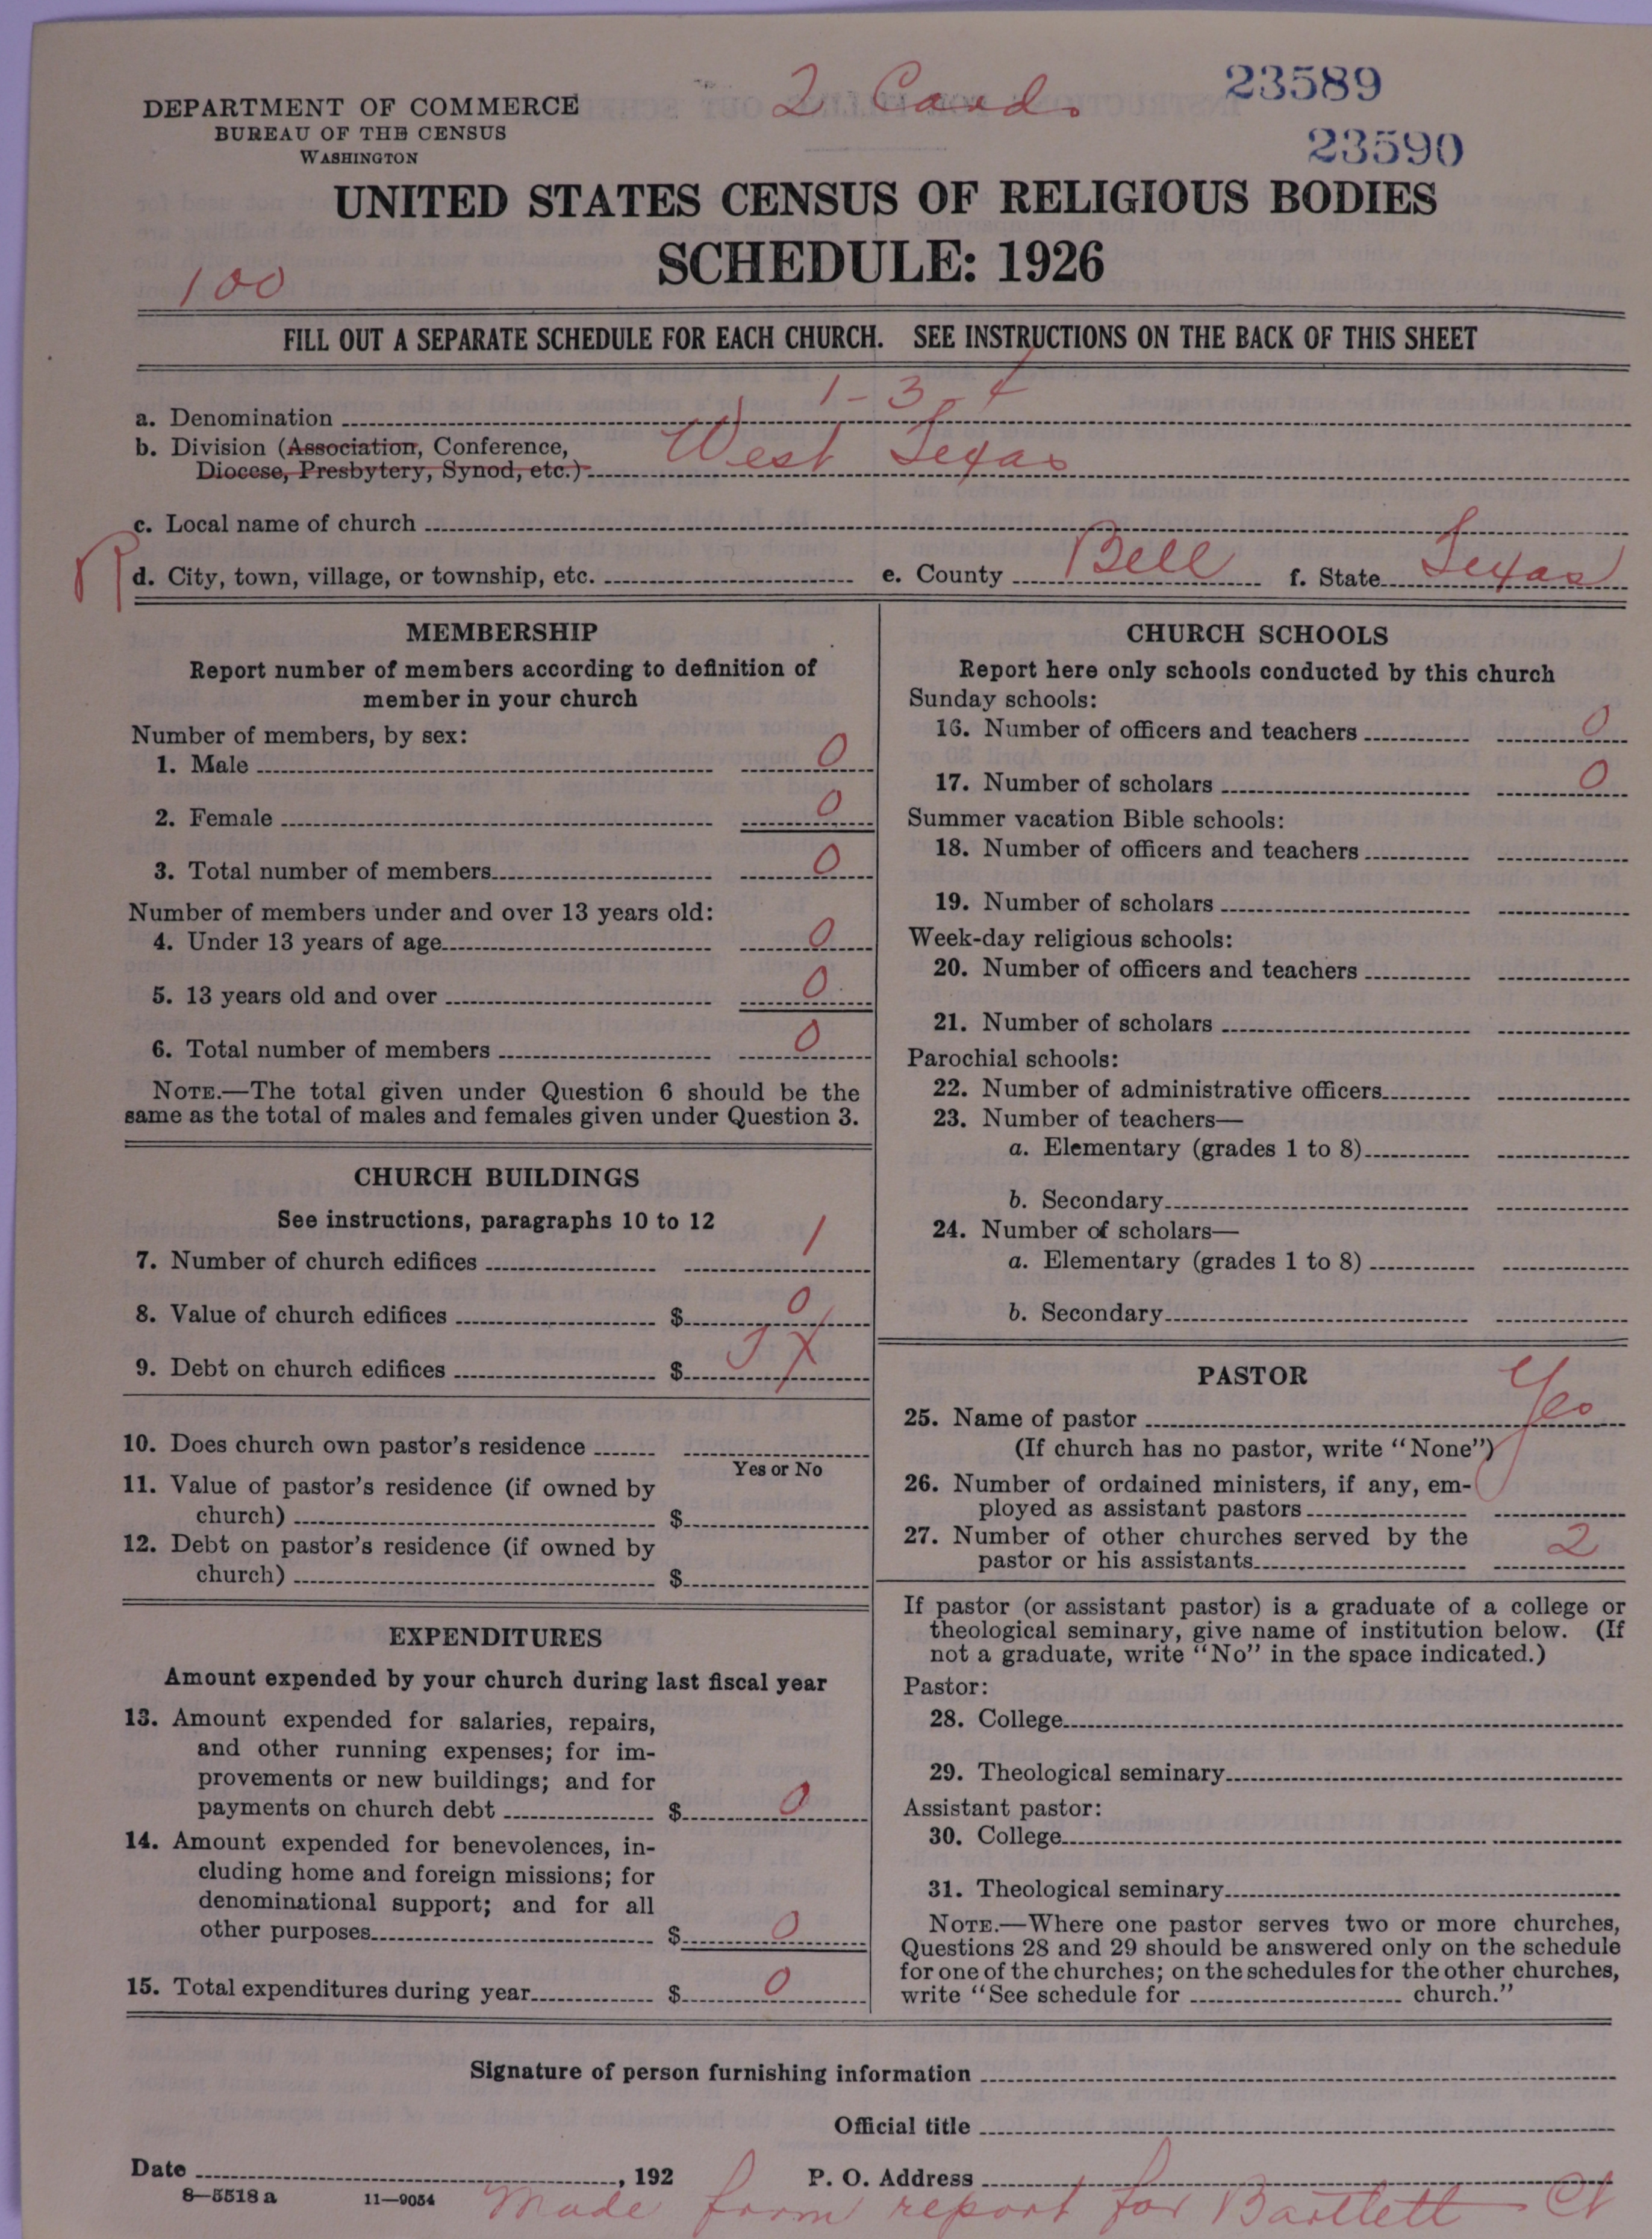 2 Cards
23589
23590
DEPARTMENT OF COMMERCE
BUREAU OF THE CENSUS
WASHINGTON
UNITED STATES CENSUS OF RELIGIOUS BODIES
SCHEDULE: 1926
100
FILL OUT A SEPARATE SCHEDULE FOR EACH CHURCH. SEE INSTRUCTIONS ON THE BACK OF THIS SHEET
1-3-4
a. Denomination
b. Division (Association, Conference,
Diocese, Presbytery, Synod, etc.) West Texas
c. Local name of church
R d. City, town, village, or township, etc. e. County Bell f. State Texas
MEMBERSHIP
Report number of members according to definition of
member in your church
Number of members, by sex:
1. Male 0
2. Female 0
3. Total number of members 0
Number of members under and over 13 years old:
4. Under 13 years of age 0
5. 13 years old and over 0
6. Total number of members 0
NOTE.—The total given under Question 6 should be the
same as the total of males and females given under Question 3.
CHURCH BUILDINGS
See instructions, paragraphs 10 to 12
7. Number of church edifices 1
8. Value of church edifices $ 0
9. Debt on church edifices $
10. Does church own pastor's residence
Yes or No
11. Value of pastor's residence (if owned by
church) $
12. Debt on pastor's residence (if owned by
church) $
EXPENDITURES
Amount expended by your church during last fiscal year
13. Amount expended for salaries, repairs,
and other running expenses; for im-
provements or new buildings; and for
payments on church debt $ 0
14. Amount expended for benevolences, in-
cluding home and foreign missions; for
denominational support; and for all
other purposes $ 0
15. Total expenditures during year $ 0
CHURCH SCHOOLS
Report here only schools conducted by this church
Sunday schools:
16. Number of officers and teachers 0
17. Number of scholars 0
Summer vacation Bible schools:
18. Number of officers and teachers
19. Number of scholars
Week-day religious schools:
20. Number of officers and teachers
21. Number of scholars
Parochial schools:
22. Number of administrative officers
23. Number of teachers—
a. Elementary (grades 1 to 8)
b. Secondary
24. Number of scholars—
a. Elementary (grades 1 to 8)
b. Secondary
PASTOR
25. Name of pastor Yes
(If church has no pastor, write "None")
26. Number of ordained ministers, if any, em-
ployed as assistant pastors
27. Number of other churches served by the
pastor or his assistants 2
If pastor (or assistant pastor) is a graduate of a college or
theological seminary, give name of institution below. (If
not a graduate, write "No" in the space indicated.)
Pastor:
28. College
29. Theological seminary
Assistant pastor:
30. College
31. Theological seminary
NOTE.—Where one pastor serves two or more churches,
Questions 28 and 29 should be answered only on the schedule
for one of the churches; on the schedules for the other churches,
write "See schedule for church."
Signature of person furnishing information
Official title
Date , 192 P. O. Address
8—5518 a 11—9054
Made from report for Bartlett Ct